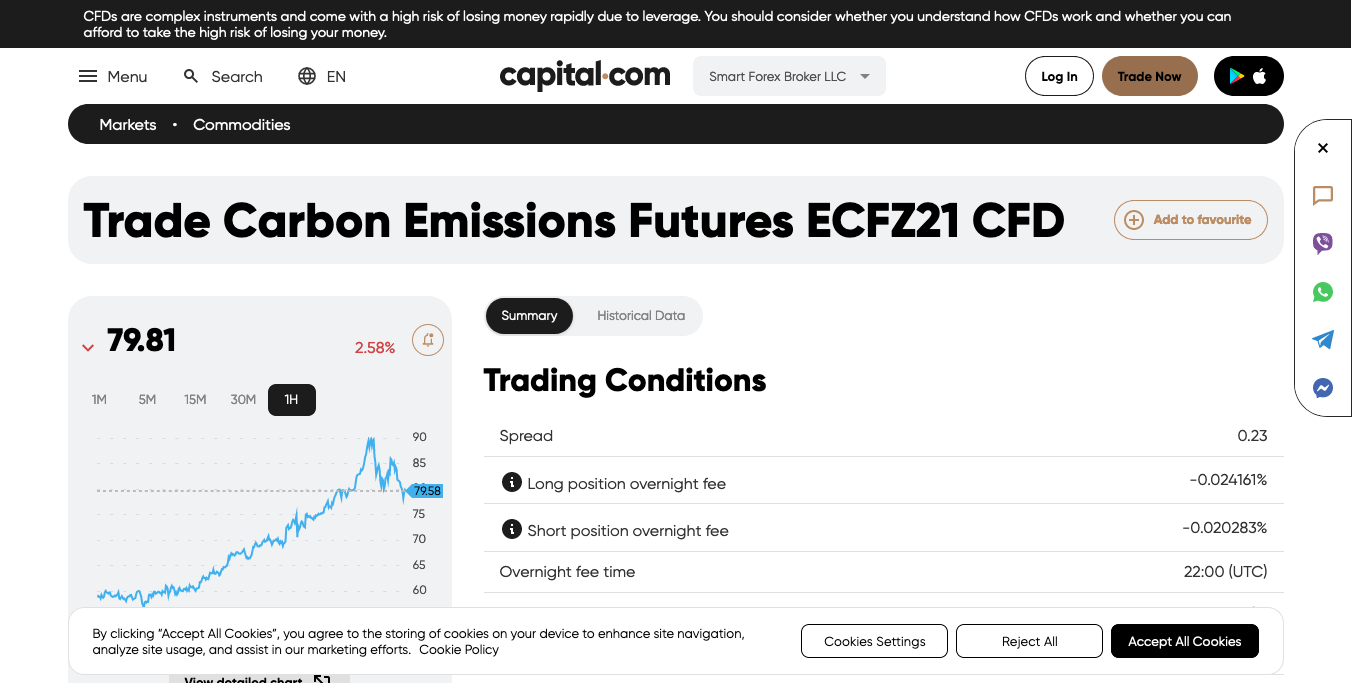 CFDs are complex instruments and come with a high risk of losing money rapidly due to leverage. You should consider whether you understand how CFDs work and whether you can
afford to take the high risk of losing your money.
Menu
Search
EN
capital.com
Smart Forex Broker LLC
Log In
Trade Now
Markets • Commodities
Trade Carbon Emissions Futures ECFZ21 CFD
Add to favourite
79.81
2.58%
1M 5M 15M 30M 1H
90
85
79.58
75
70
65
60
View detailed chart
Summary
Historical Data
Trading Conditions
Spread 0.23
Long position overnight fee -0.024161%
Short position overnight fee -0.020283%
Overnight fee time 22:00 (UTC)
By clicking “Accept All Cookies”, you agree to the storing of cookies on your device to enhance site navigation,
analyze site usage, and assist in our marketing efforts. Cookie Policy
Cookies Settings
Reject All
Accept All Cookies